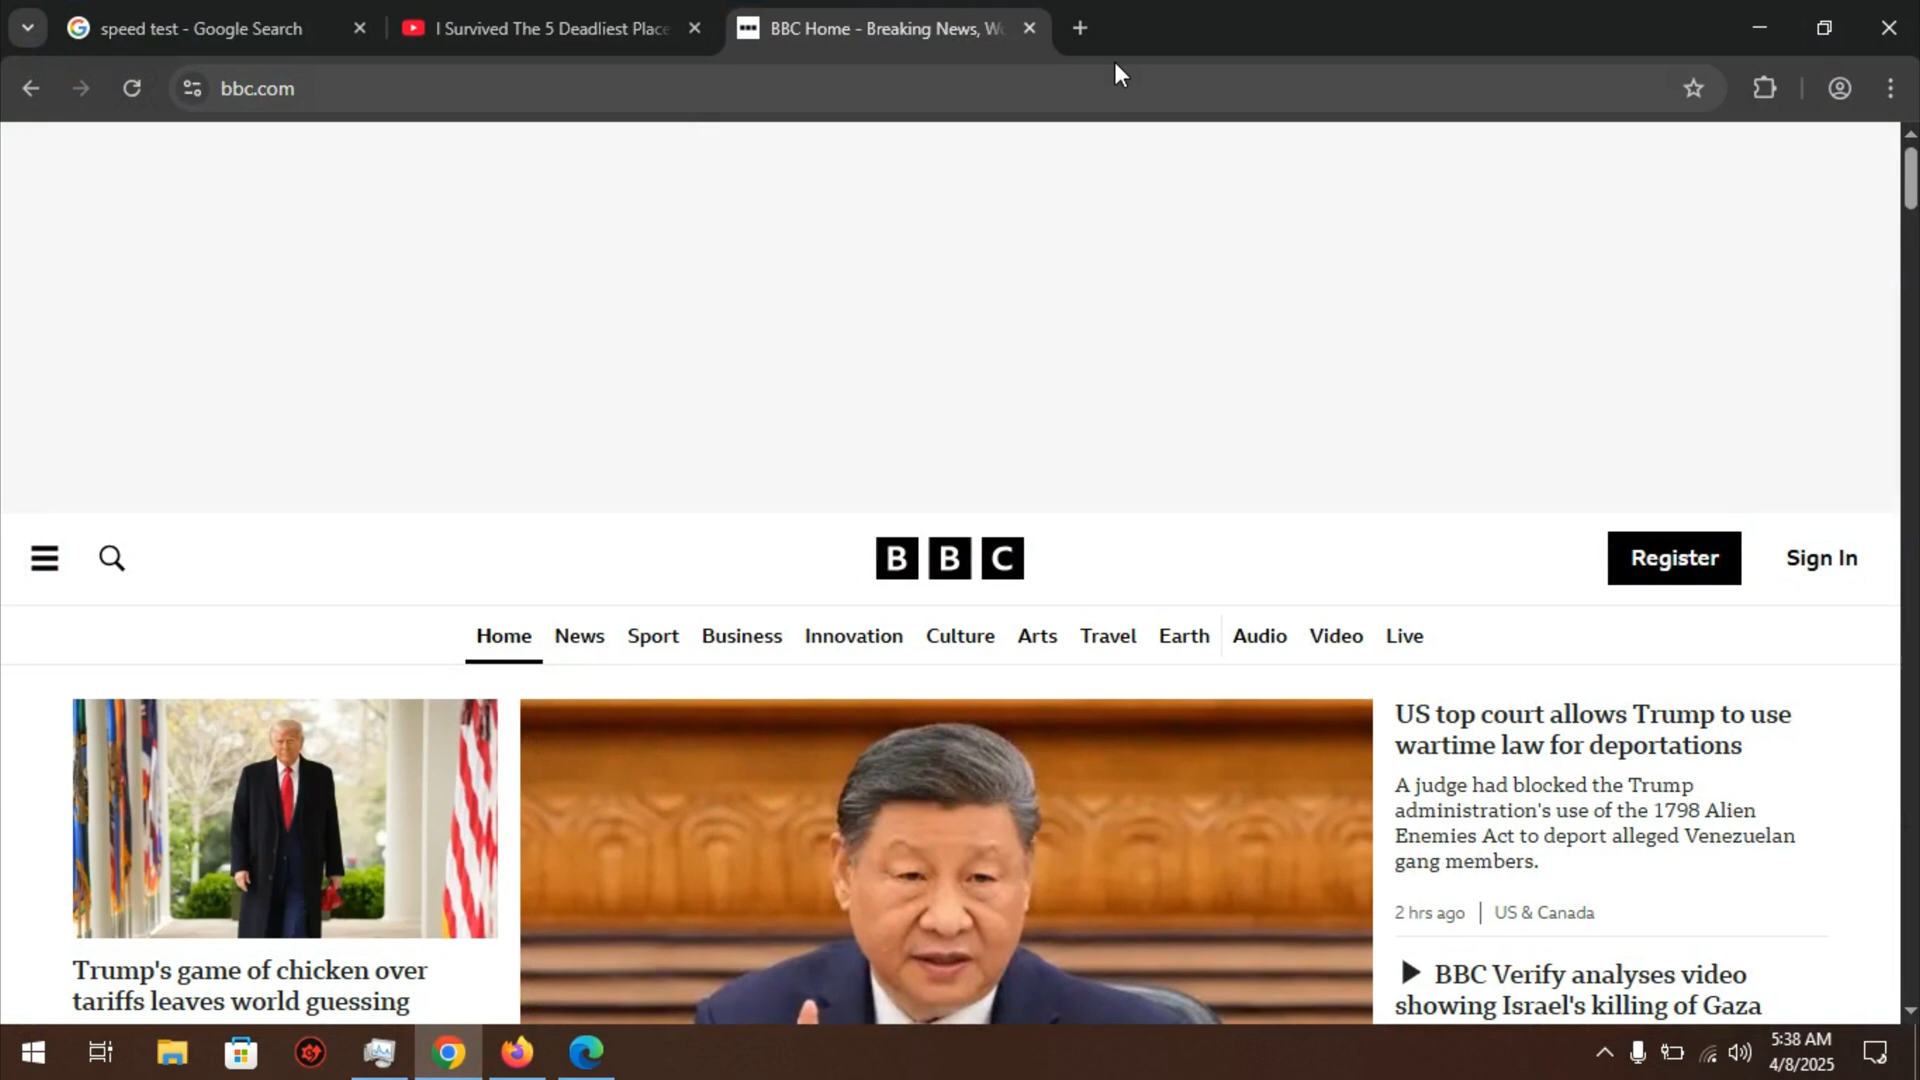 speed test - Google Search
I Survived The 5 Deadliest Place
BBC Home - Breaking News, Wo
bbc.com
BBC
Register
Sign In
Home News Sport Business Innovation Culture Arts Travel Earth Audio Video Live
Trump's game of chicken over
tariffs leaves world guessing
US top court allows Trump to use
wartime law for deportations
A judge had blocked the Trump
administration's use of the 1798 Alien
Enemies Act to deport alleged Venezuelan
gang members.
2 hrs ago | US & Canada
BBC Verify analyses video
showing Israel's killing of Gaza
5:38 AM
4/8/2025